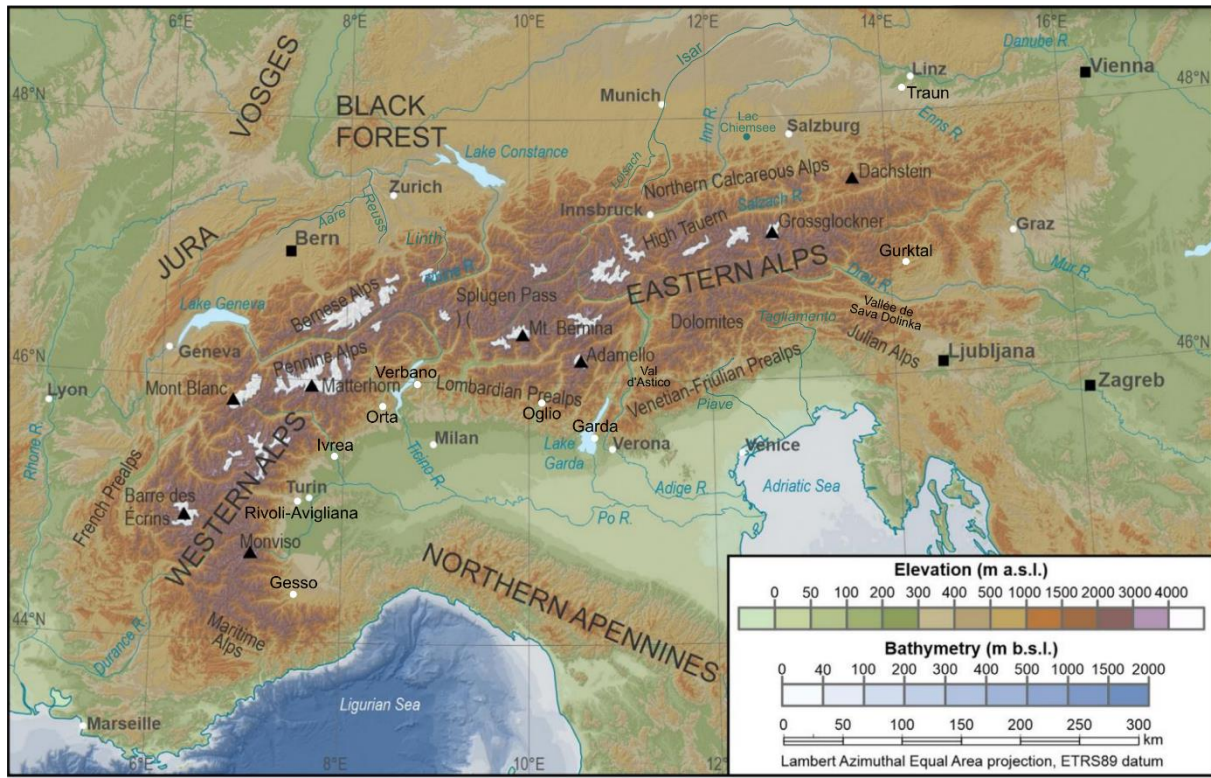 6°E
8°E
10°E
12°E
14°E
16°E
Danube R.
VOSGES
Isar
Linz
Vienna
48°N
Traun
48°N
BLACK
FOREST
Munich
Inn R.
Lac
Chiemsee
Salzburg
Enns R.
Lake Constance
Loisach
Zurich
Northern Calcareous Alps
Dachstein
Aare
Reuss
Innsbruck
Salzach R.
JURA
Bern
Linth
High Tauern
Grossglockner
Graz
Gurktal
Rhine R.
EASTERN ALPS
Drau R.
Mur R.
Lake Geneva
Bernese Alps
Splugen Pass
) (
Vallée de
Sava Dolinka
Dolomites
Tagliamento
Mt. Bernina
Julian Alps
46°N
Geneva
Pennine Alps
Adamello
Ljubljana
46°N
Verbano
Val
d'Astico
Mont Blanc
Matterhorn
Lombardian Prealps
Venetian-Friulian Prealps
Zagreb
Lyon
Orta
Oglio
Piave
Garda
Ivrea
Milan
Lake
Garda
Verona
Venice
Rhone R.
Ticino R.
WESTERN ALPS
French Prealps
Turin
Adige R.
Adriatic Sea
Barre des
Écrins
Rivoli-Avigliana
Po R.
Monviso
NORTHERN APENNINES
Gesso
44°N
Maritime
Alps
Durance R.
Ligurian Sea
Marseille
6°E
8°E
10°E
12°
Elevation (m a.s.l.)
0 50 100 200 300 400 500 1000 1500 2000 3000 4000
Bathymetry (m b.s.l.)
0 40 100 200 300 400 500 1000 1500 2000
0 50 100 150 200 250 300
km
Lambert Azimuthal Equal Area projection, ETRS89 datum